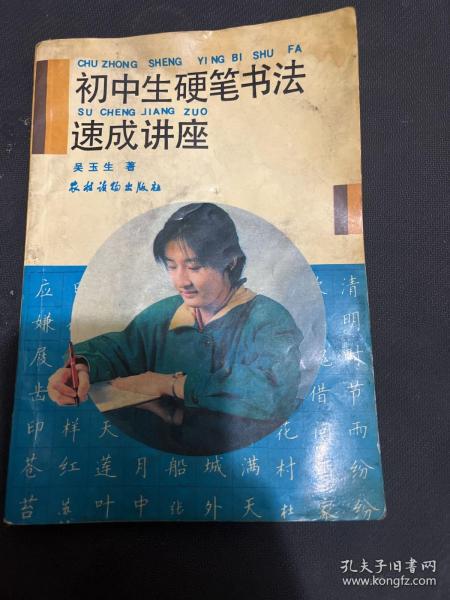 CHU ZHONG SHENG YING BI SHU FA
初中生硬笔书法
SU CHENG JIANG ZUO
速成讲座
吴玉生 著
农村读物出版社
应 清
嫌 明
屐 时
齿 借 节
印 样 天 花 雨
苍 红 莲 月 船 城 满 村 纷
苔 叶 中 外 天 杜 家 纷
孔夫子旧书网
www.kongfz.com